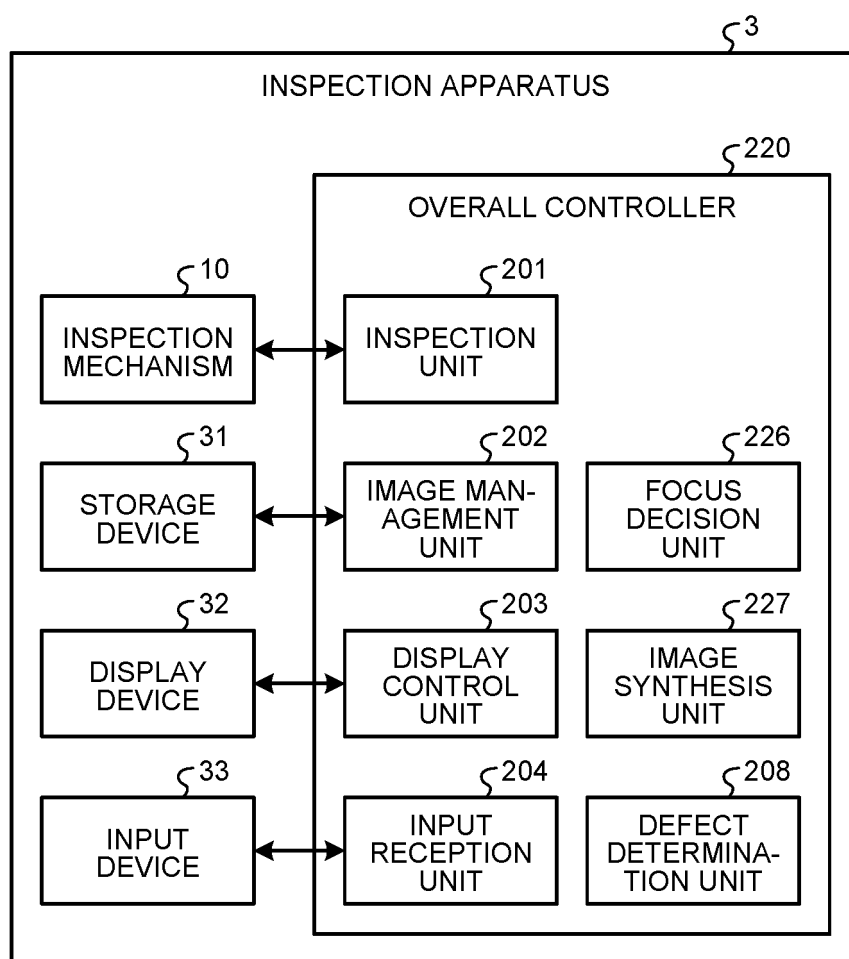 3
INSPECTION APPARATUS
220
OVERALL CONTROLLER
10
INSPECTION
MECHANISM
201
INSPECTION
UNIT
31
STORAGE
DEVICE
202
IMAGE MAN-
AGEMENT
UNIT
226
FOCUS
DECISION
UNIT
32
DISPLAY
DEVICE
203
DISPLAY
CONTROL
UNIT
227
IMAGE
SYNTHESIS
UNIT
33
INPUT
DEVICE
204
INPUT
RECEPTION
UNIT
208
DEFECT
DETERMINA-
TION UNIT